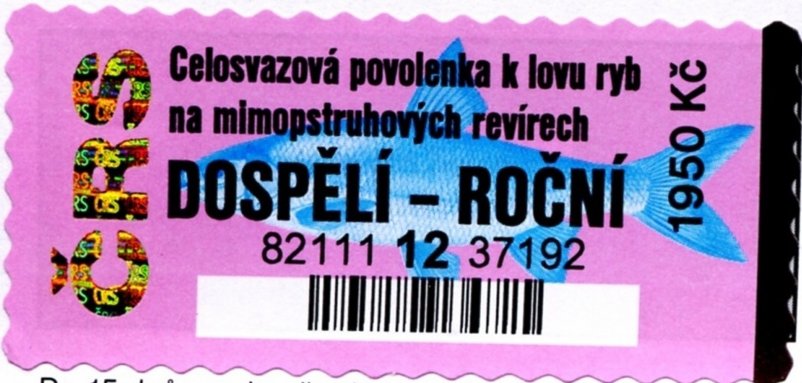 ČRS
Celosvazová povolenka k lovu ryb
na mimopstruhových revírech
DOSPĚLÍ – ROČNÍ
82111 12 37192
1950 Kč